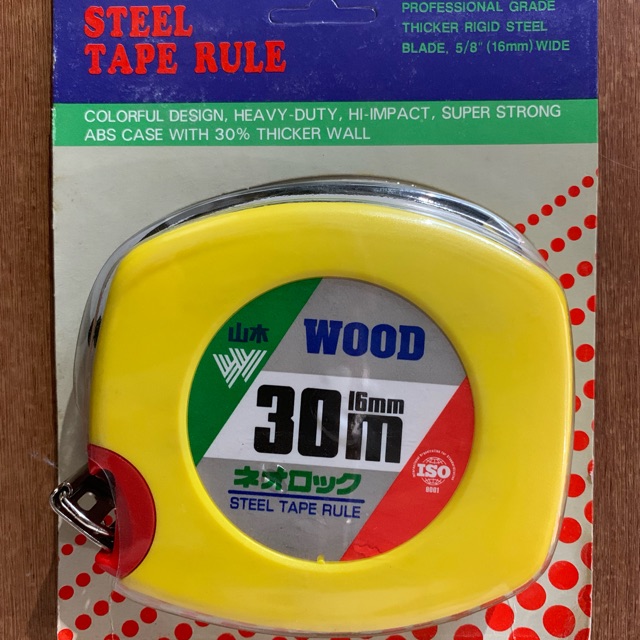 STEEL
TAPE RULE
PROFESSIONAL GRADE
THICKER RIGID STEEL
BLADE, 5/8" (16mm) WIDE
COLORFUL DESIGN, HEAVY-DUTY, HI-IMPACT, SUPER STRONG
ABS CASE WITH 30% THICKER WALL
山木
WOOD
30m
16mm
ネオロック
STEEL TAPE RULE
ISO
9001